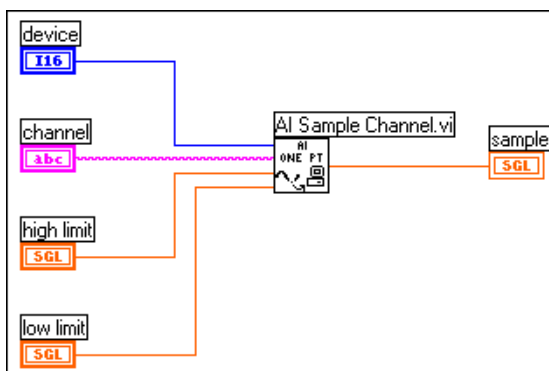 device
I16
channel
abc
AI Sample Channel.vi
AI
ONE PT
sample
SGL
high limit
SGL
low limit
SGL